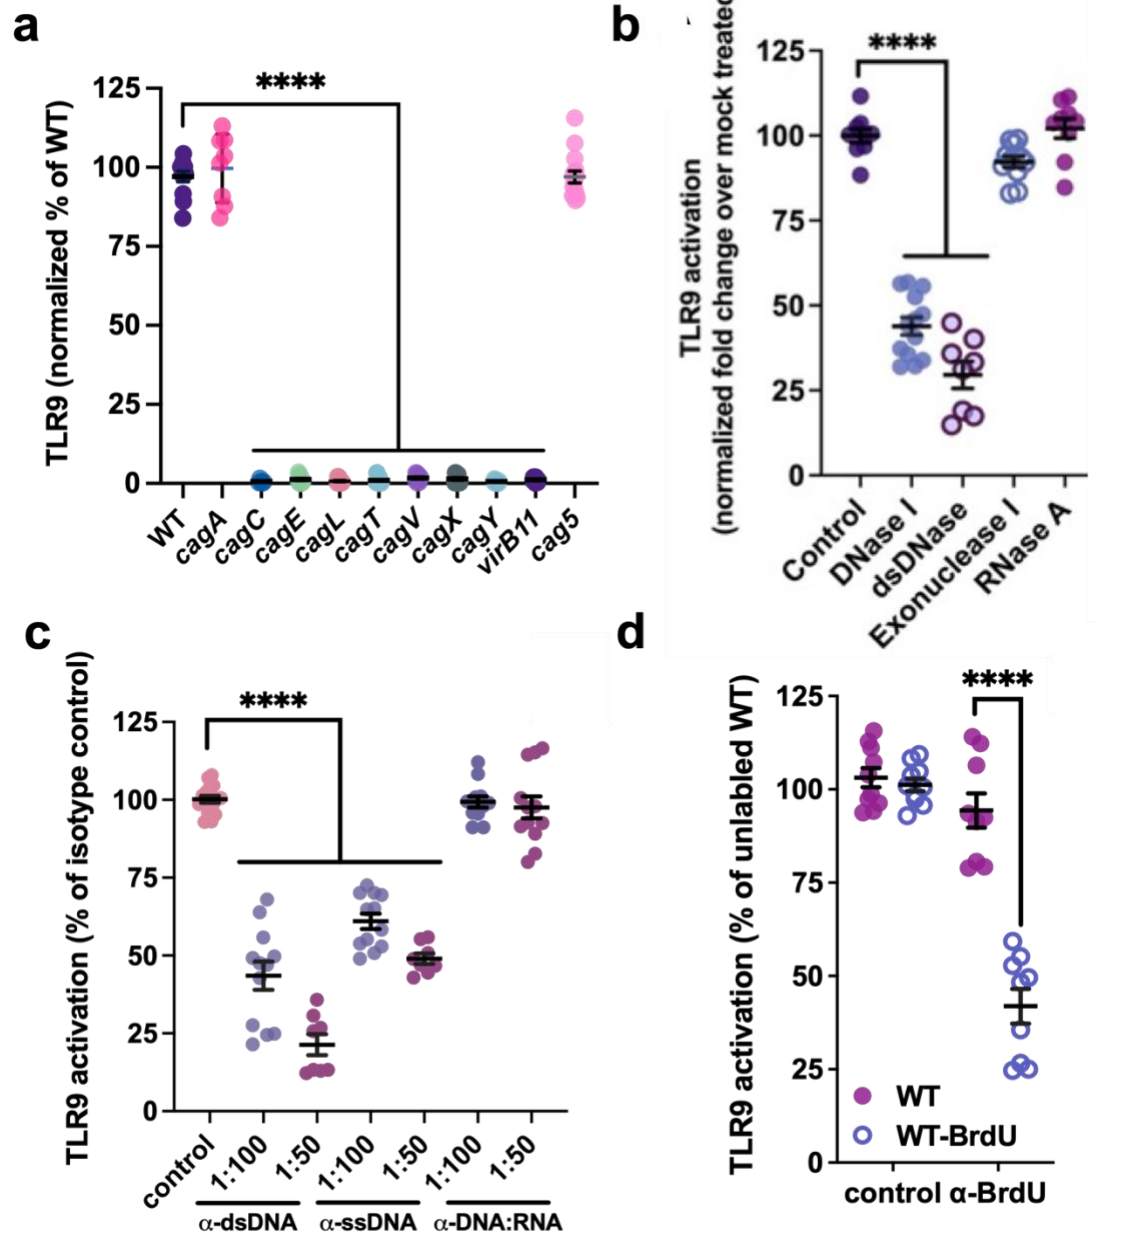 a
****
TLR9 (normalized % of WT)
125
100
75
50
25
0
WT
cagA
cagC
cagE
cagL
cagT
cagV
cagX
cagY
virB11
cag5
b
****
TLR9 activation
(normalized fold change over mock treated
125
100
75
50
25
0
Control
DNase I
dsDNase
Exonuclease I
RNase A
c
****
TLR9 activation (% of isotype control)
125
100
75
50
25
0
control
1:100
1:50
1:100
1:50
1:100
1:50
α-dsDNA
α-ssDNA
α-DNA:RNA
d
****
TLR9 activation (% of unlabled WT)
125
100
75
50
25
0
WT
WT-BrdU
control α-BrdU